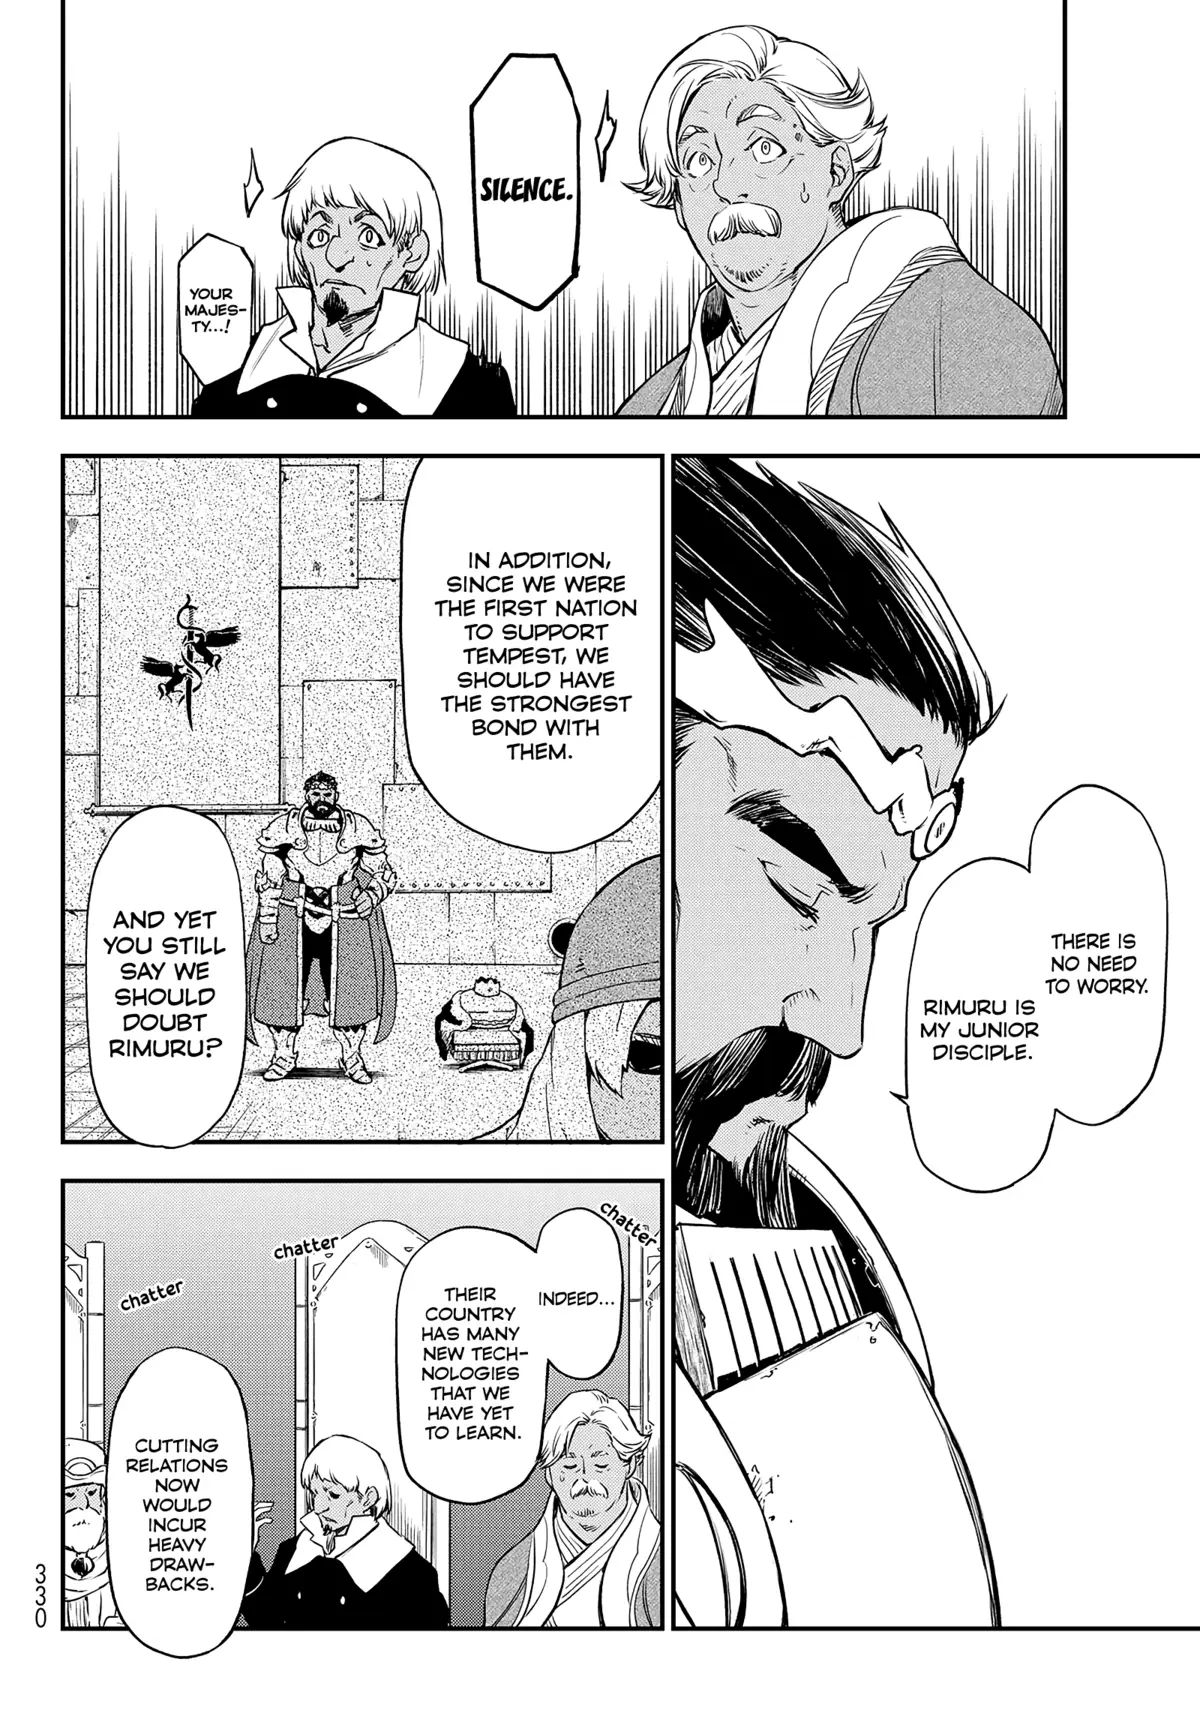 SILENCE.
YOUR
MAJES-
TY...!
THERE IS
NO NEED
TO WORRY.
RIMURU IS
MY JUNIOR
DISCIPLE.
IN ADDITION,
SINCE WE WERE
THE FIRST NATION
TO SUPPORT
TEMPEST, WE
SHOULD HAVE
THE STRONGEST
BOND WITH
THEM.
AND YET
YOU STILL
SAY WE
SHOULD
DOUBT
RIMURU?
chatter
chatter
chatter
INDEED...
THEIR
COUNTRY
HAS MANY
NEW TECH-
NOLOGIES
THAT WE
HAVE YET
TO LEARN.
CUTTING
RELATIONS
NOW
WOULD
INCUR
HEAVY
DRAW-
BACKS.
330